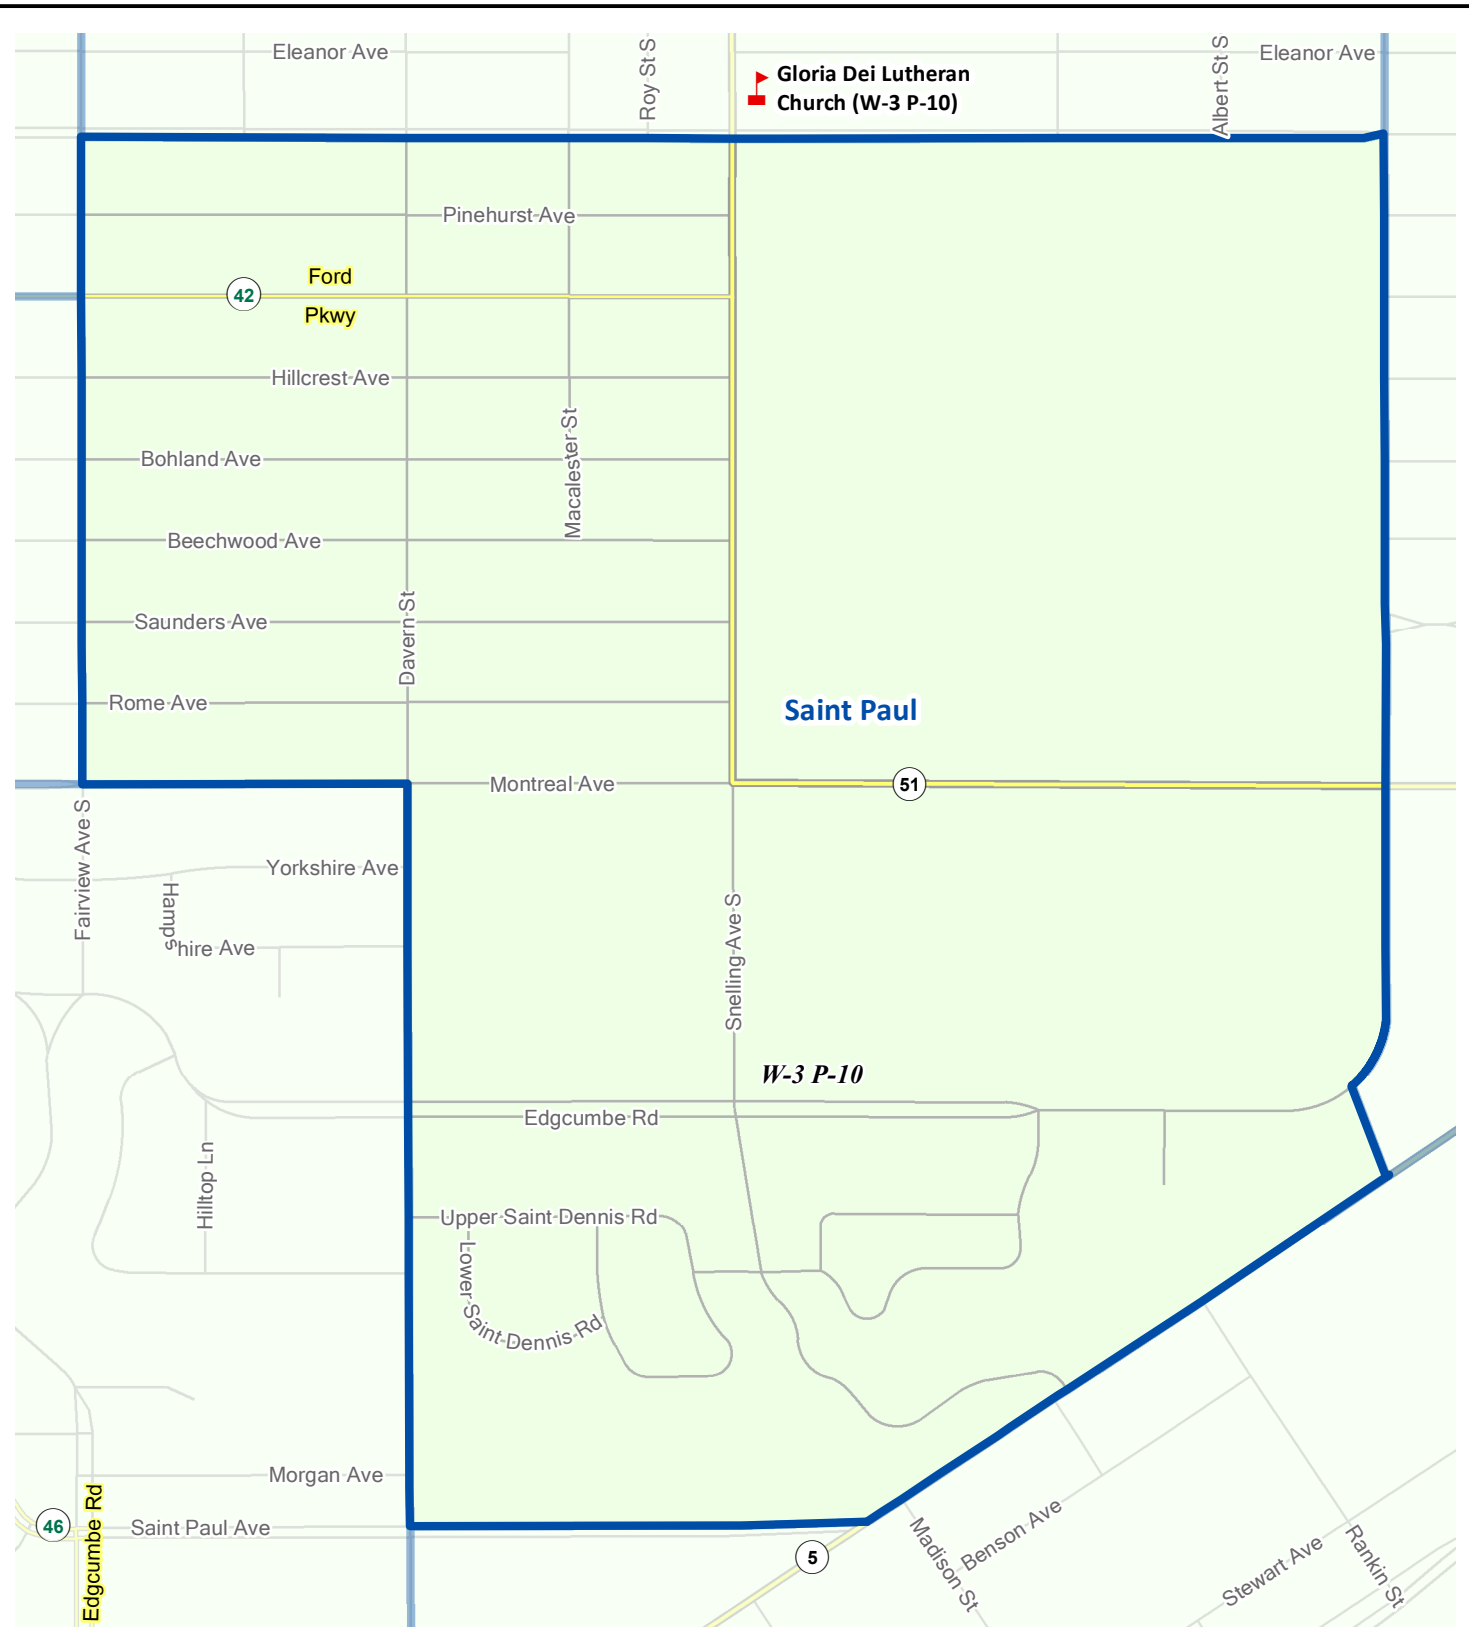 Eleanor Ave
Roy St S
Gloria Dei Lutheran
Church (W-3 P-10)
Albert St S
Eleanor Ave
Pinehurst Ave
42
Ford
Pkwy
Hillcrest Ave
Macalester St
Bohland Ave
Beechwood Ave
Davern St
Saunders Ave
Rome Ave
Saint Paul
Montreal Ave
51
Fairview Ave S
Yorkshire Ave
Hampshire Ave
Snelling Ave S
W-3 P-10
Edgcumbe Rd
Hilltop Ln
Upper Saint Dennis Rd
Lower Saint Dennis Rd
Morgan Ave
46
Edgcumbe Rd
Saint Paul Ave
5
Madison St
Benson Ave
Stewart Ave
Rankin St